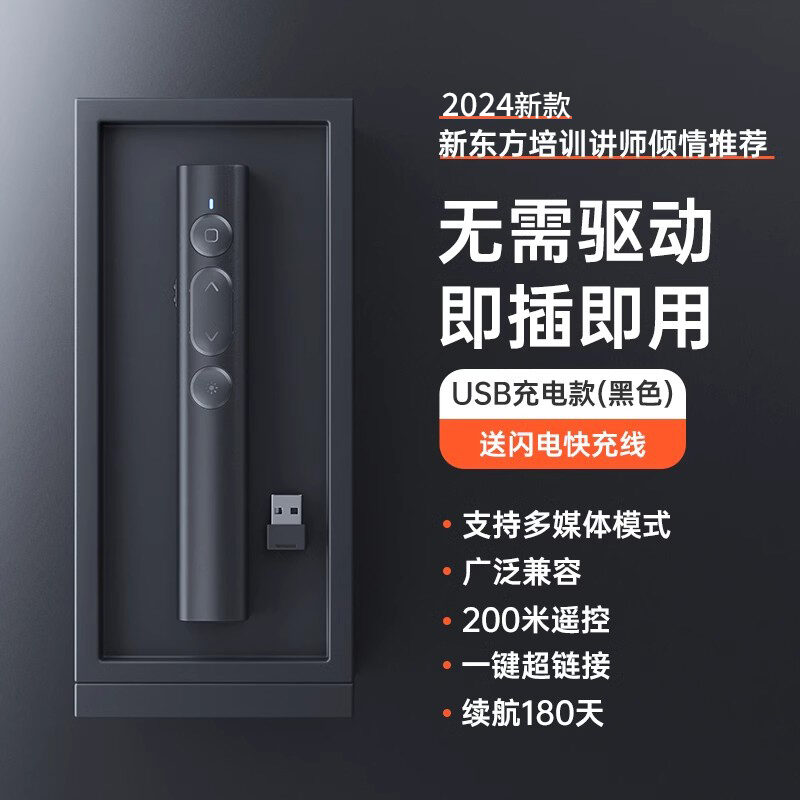 2024新款
新东方培训讲师倾情推荐
无需驱动
即插即用
USB充电款(黑色)
送闪电快充线
• 支持多媒体模式
• 广泛兼容
• 200米遥控
• 一键超链接
• 续航180天